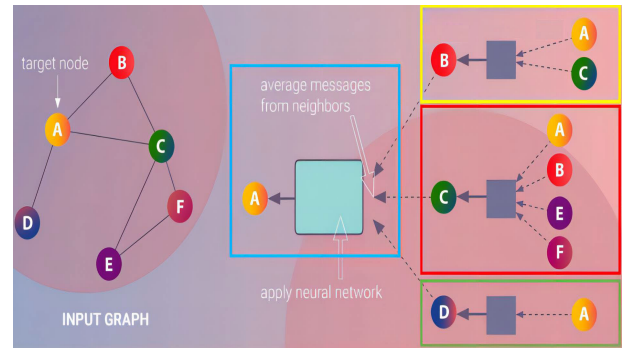 target node
B
A
C
F
D
E
INPUT GRAPH
average messages
from neighbors
A
apply neural network
B
A
C
C
A
B
E
F
D
A